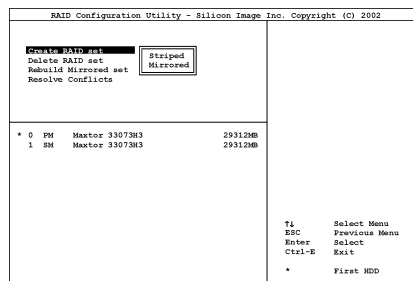 RAID Configuration Utility - Silicon Image Inc. Copyright (C) 2002
Create RAID set
Delete RAID set
Rebuild Mirrored set
Resolve Conflicts
Striped
Mirrored
* 0 PM Maxtor 33073H3 29312MB
1 SM Maxtor 33073H3 29312MB
↑↓ Select Menu
ESC Previous Menu
Enter Select
Ctrl-E Exit
* First HDD